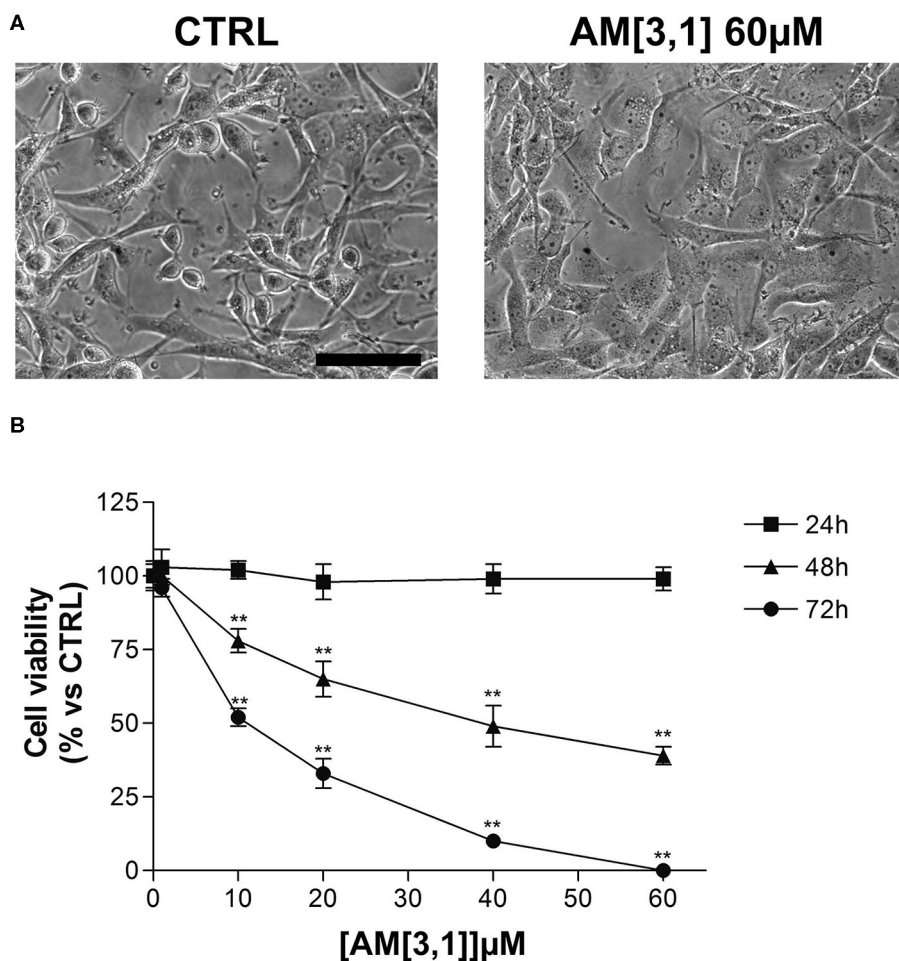 A
CTRL
AM[3,1] 60µM
B
Cell viability
(% vs CTRL)
125
100
75
50
25
0
**
**
**
**
**
**
**
**
24h
48h
72h
0 10 20 30 40 50 60
[AM[3,1]]µM